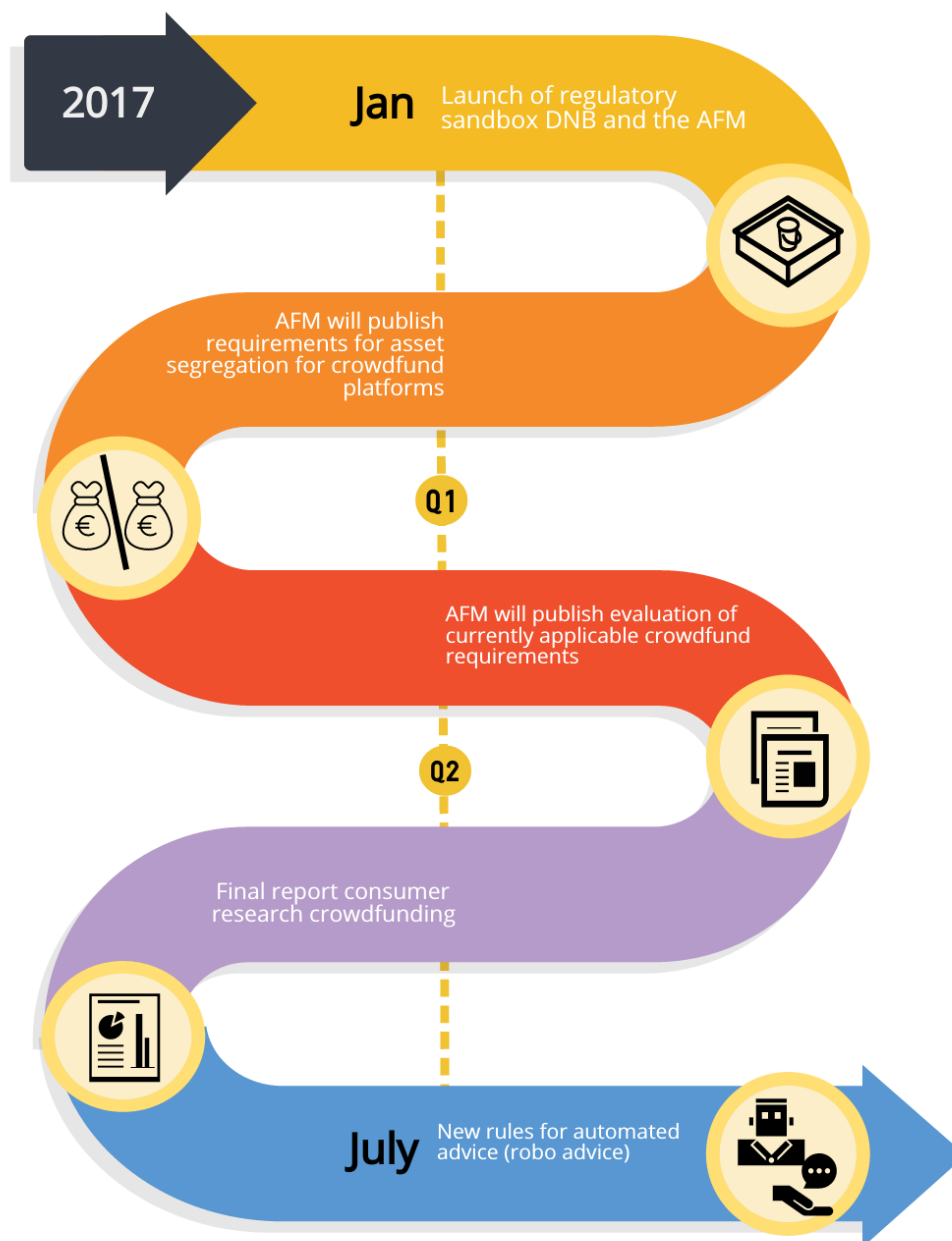 2017
Jan
Launch of regulatory
sandbox DNB and the AFM
AFM will publish
requirements for asset
segregation for crowdfund
platforms
€ €
Q1
AFM will publish evaluation of
currently applicable crowdfund
requirements
Q2
Final report consumer
research crowdfunding
July
New rules for automated
advice (robo advice)